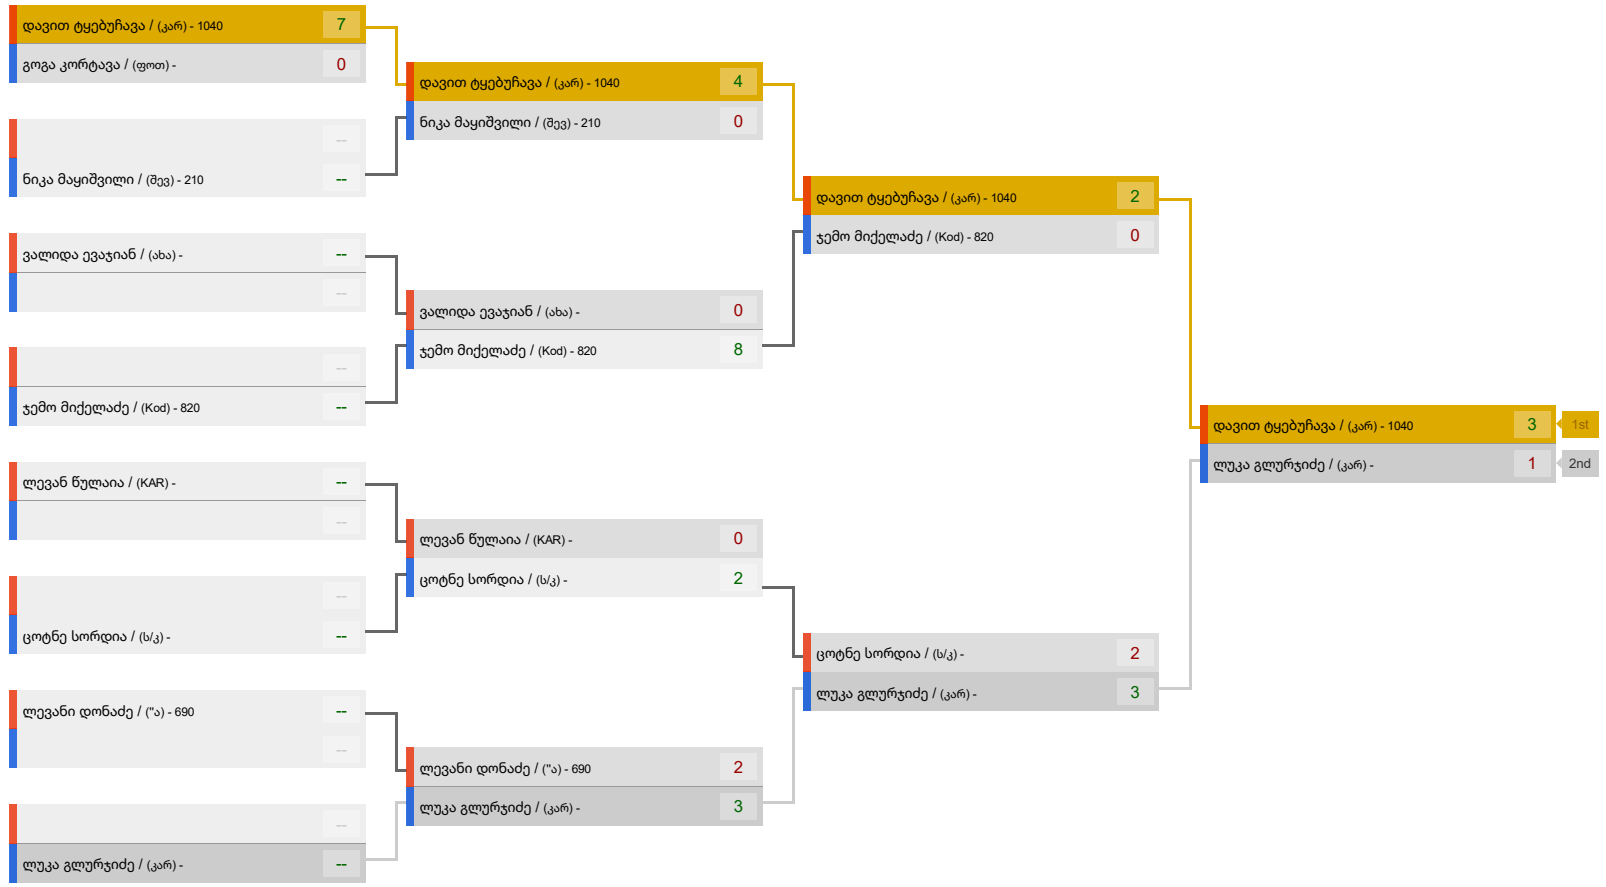 დავით ტყებუჩავა / (კარ) - 1040 7
გოგა კორტავა / (ფოთ) - 0
--
ნიკა მაყიშვილი / (შევ) - 210 --
ვალიდა ევაჯიან / (ახა) - --
--
--
ჯემო მიქელაძე / (Kod) - 820 --
ლევან წულაია / (KAR) - --
--
--
ცოტნე სორდია / (ს/კ) - --
ლევანი დონაძე / ("ა) - 690 --
--
--
ლუკა გლურჯიძე / (კარ) - --
დავით ტყებუჩავა / (კარ) - 1040 4
ნიკა მაყიშვილი / (შევ) - 210 0
ვალიდა ევაჯიან / (ახა) - 0
ჯემო მიქელაძე / (Kod) - 820 8
ლევან წულაია / (KAR) - 0
ცოტნე სორდია / (ს/კ) - 2
ლევანი დონაძე / ("ა) - 690 2
ლუკა გლურჯიძე / (კარ) - 3
დავით ტყებუჩავა / (კარ) - 1040 2
ჯემო მიქელაძე / (Kod) - 820 0
ცოტნე სორდია / (ს/კ) - 2
ლუკა გლურჯიძე / (კარ) - 3
დავით ტყებუჩავა / (კარ) - 1040 3 1st
ლუკა გლურჯიძე / (კარ) - 1 2nd